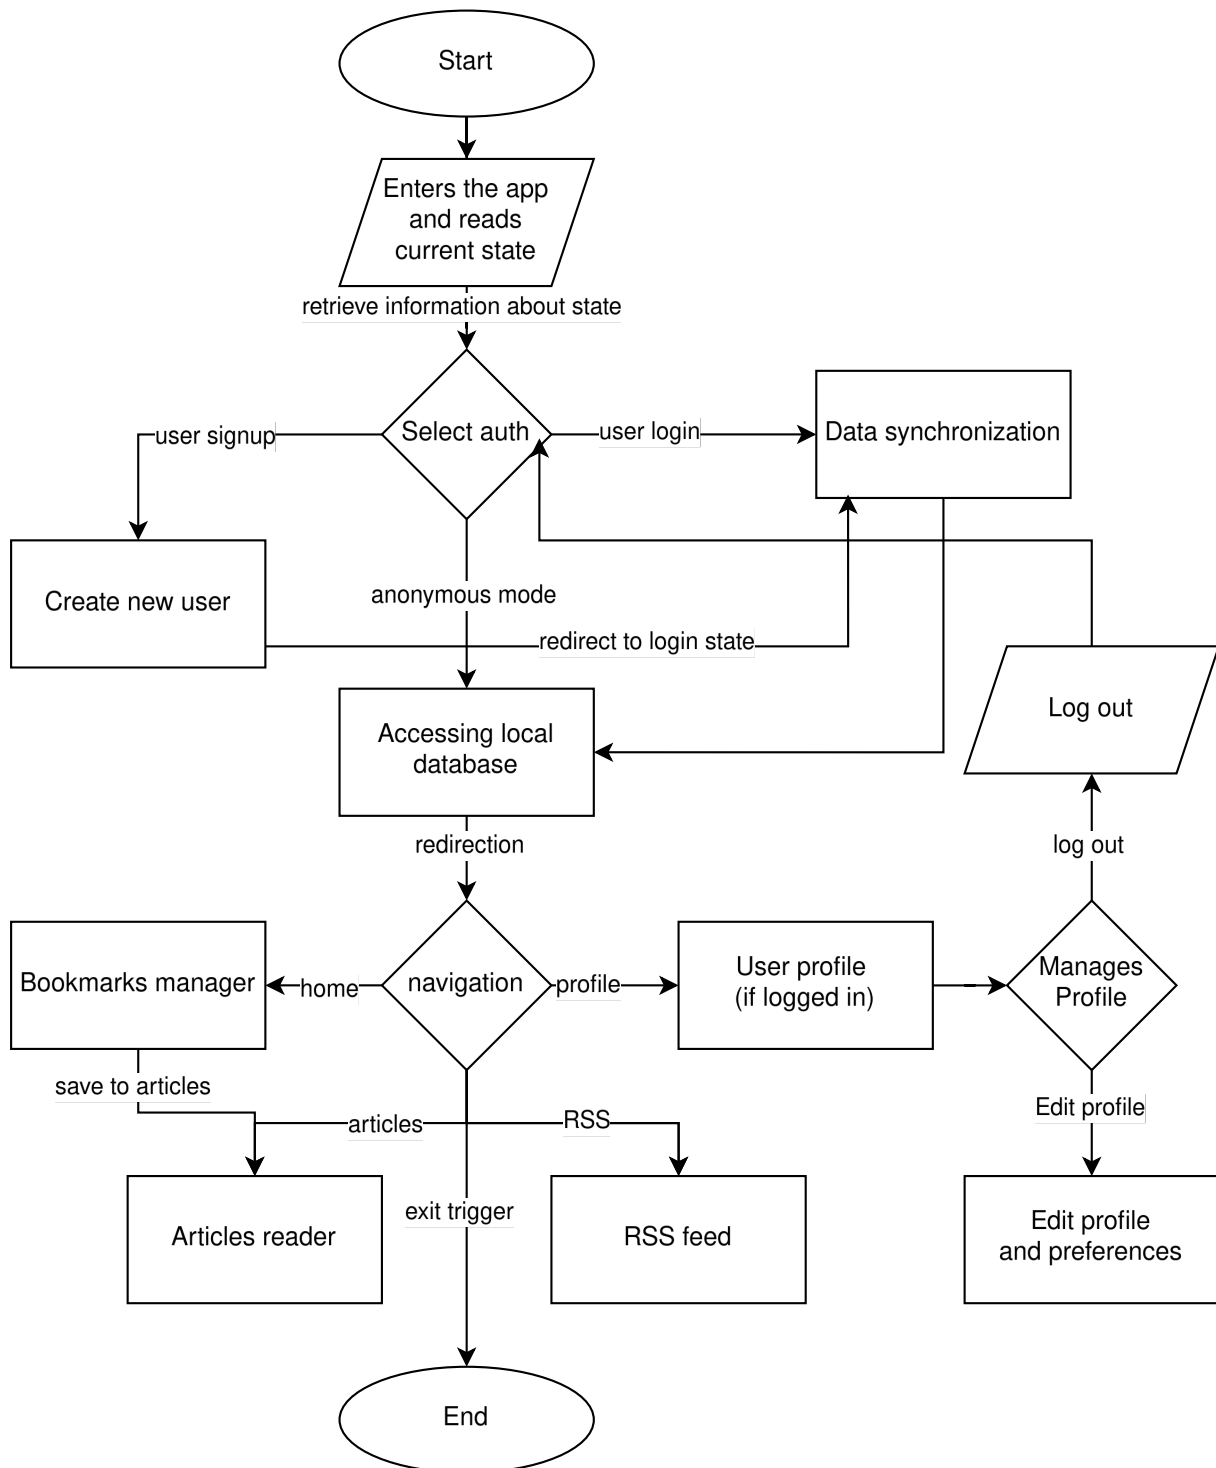 Start
Enters the app
and reads
current state
retrieve information about state
Select auth
user signup
user login
Data synchronization
Create new user
anonymous mode
redirect to login state
Log out
Accessing local
database
redirection
log out
Bookmarks manager
home
navigation
profile
User profile
(if logged in)
Manages
Profile
save to articles
articles
RSS
Edit profile
exit trigger
Articles reader
RSS feed
Edit profile
and preferences
End